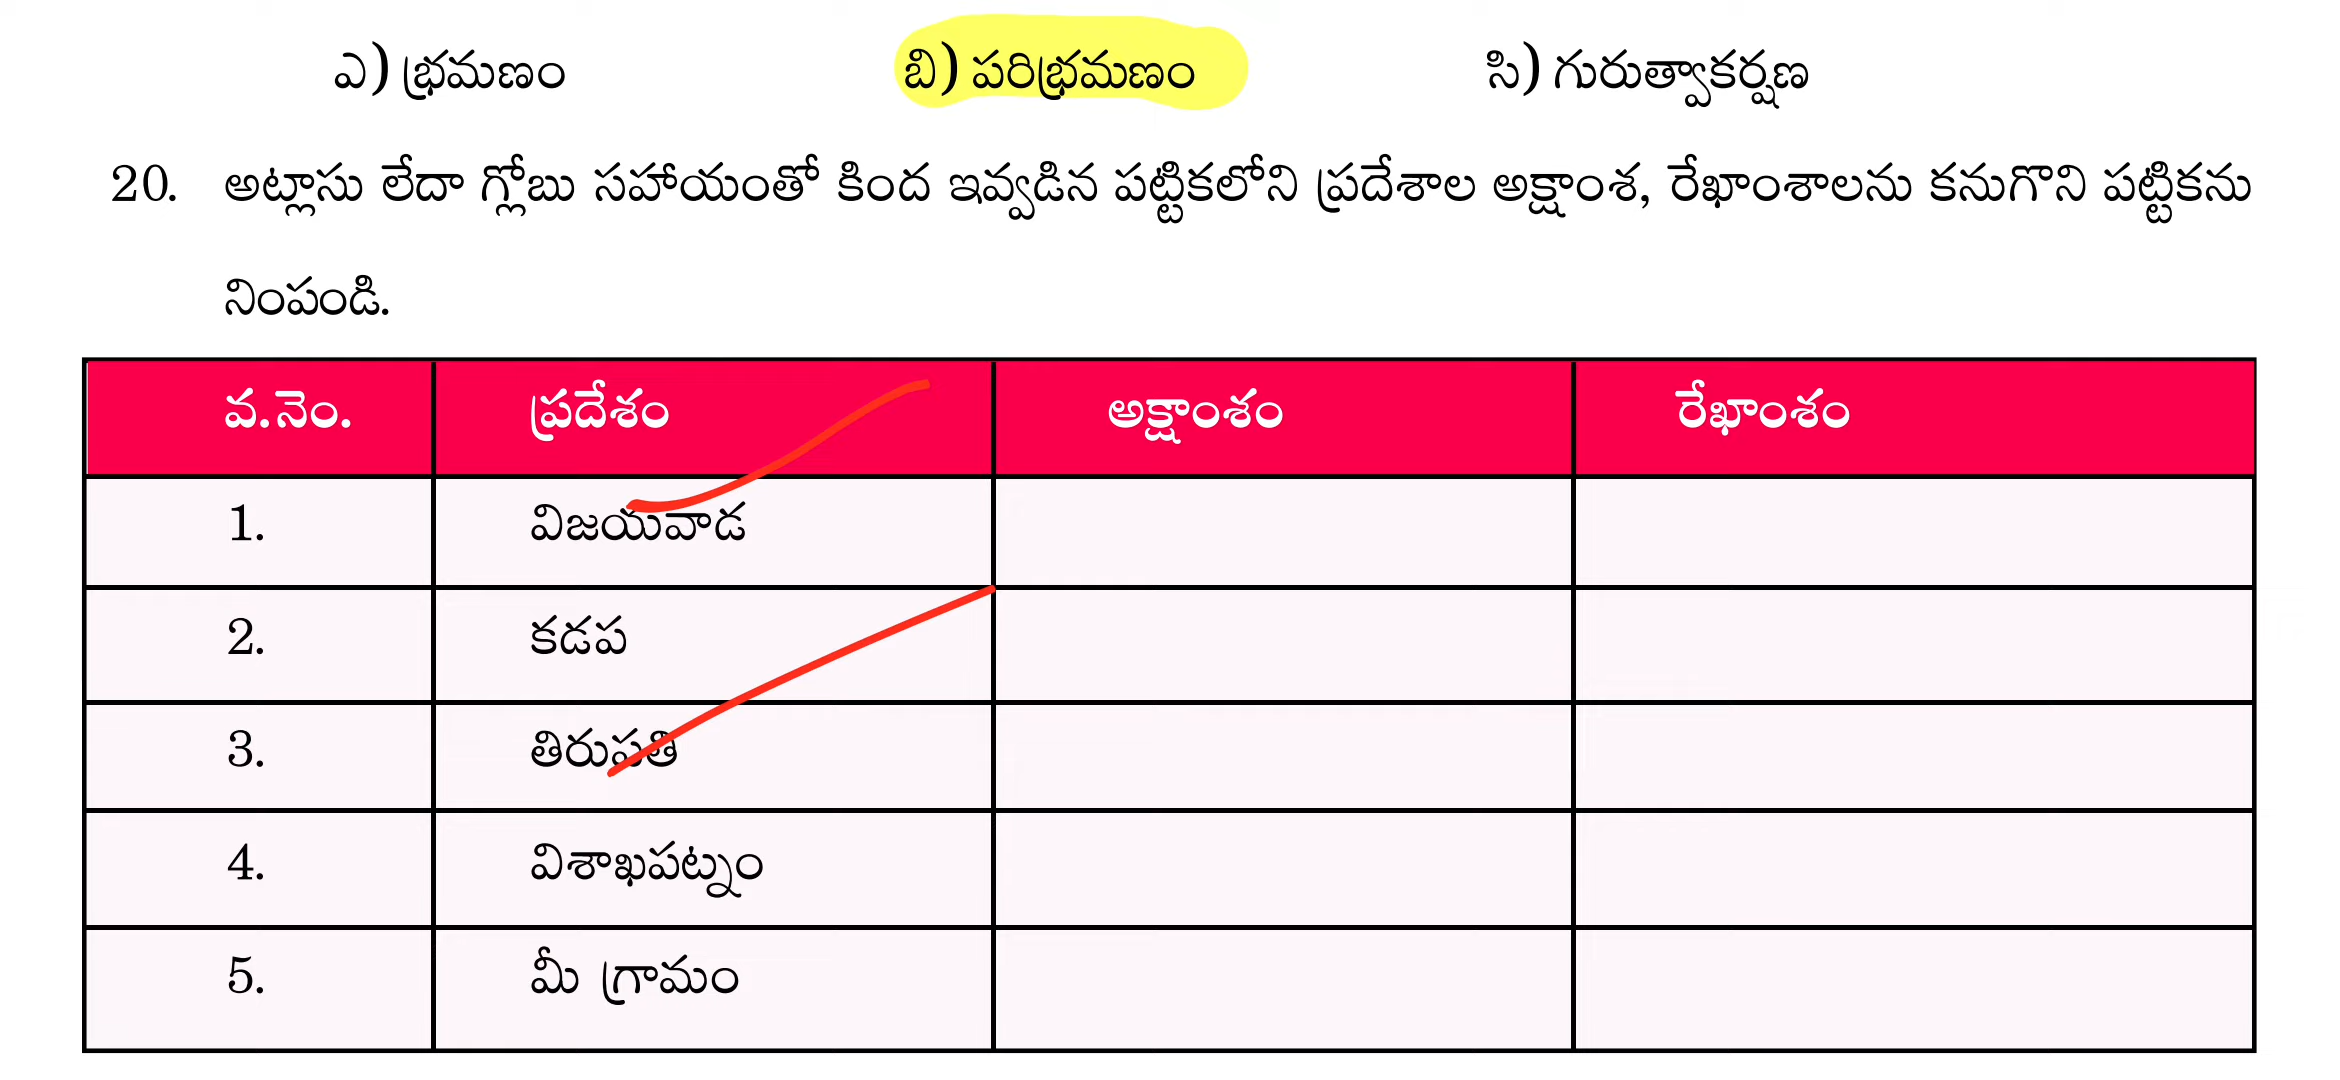 ఎ) భ్రమణం బి) పరిభ్రమణం సి) గురుత్వాకర్షణ
20. అట్లాసు లేదా గ్లోబు సహాయంతో కింద ఇవ్వడిన పట్టికలోని ప్రదేశాల అక్షాంశ, రేఖాంశాలను కనుగొని పట్టికను
నింపండి.
వ.నెం. ప్రదేశం అక్షాంశం రేఖాంశం
1. విజయవాడ
2. కడప
3. తిరుపతి
4. విశాఖపట్నం
5. మీ గ్రామం